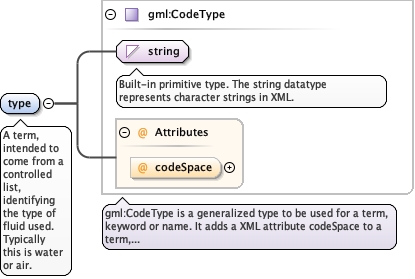 gml:CodeType
string
Built-in primitive type. The string datatype
represents character strings in XML.
type
A term,
intended to
come from a
controlled
list,
identifying
the type of
fluid used.
Typically
this is water
or air.
@ Attributes
@ codeSpace
gml:CodeType is a generalized type to be used for a term,
keyword or name. It adds a XML attribute codeSpace to a
term,...